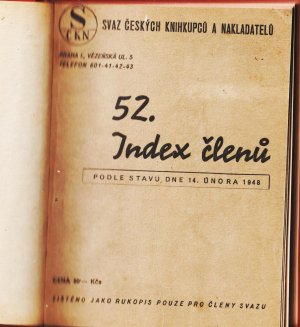 S
ČKN
SVAZ ČESKÝCH KNIHKUPCŮ A NAKLADATELŮ
PRAHA I., VĚZEŇSKÁ UL. 5
TELEFON 601-41-42-43
52.
Index členů
PODLE STAVU DNE 14. ÚNORA 1948
CENA 80'— Kčs
TIŠTĚNO JAKO RUKOPIS POUZE PRO ČLENY SVAZU